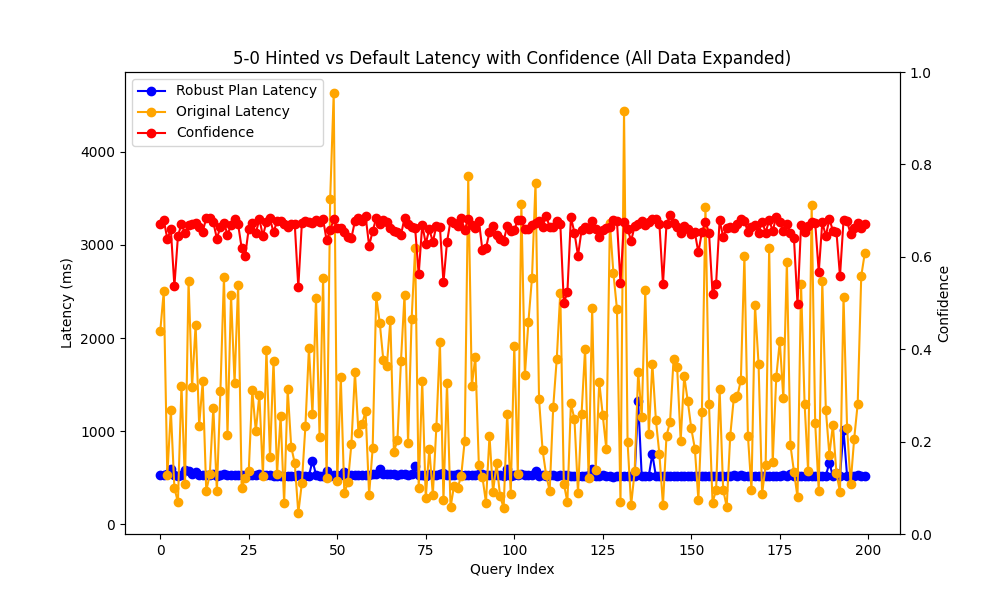 5-0 Hinted vs Default Latency with Confidence (All Data Expanded)
Robust Plan Latency
Original Latency
Confidence
Latency (ms)
4000
3000
2000
1000
0
1.0
0.8
0.6
0.4
0.2
0.0
Confidence
0 25 50 75 100 125 150 175 200
Query Index